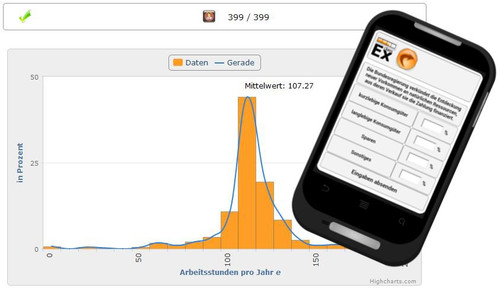 399 / 399
Daten
Gerade
Mittelwert: 107.27
50
25
0
in Prozent
0
50
100
150
Arbeitsstunden pro Jahr e
Highcharts.com
Ex
Die Bundesregierung verkündet die Entdeckung
neuer Vorkommen an natürlichen Ressourcen,
aus deren Verkauf sie die Zahlung finanziert.
kurzlebige Konsumgüter
%
langlebige Konsumgüter
%
Sparen
%
Sonstiges
%
Eingaben absenden